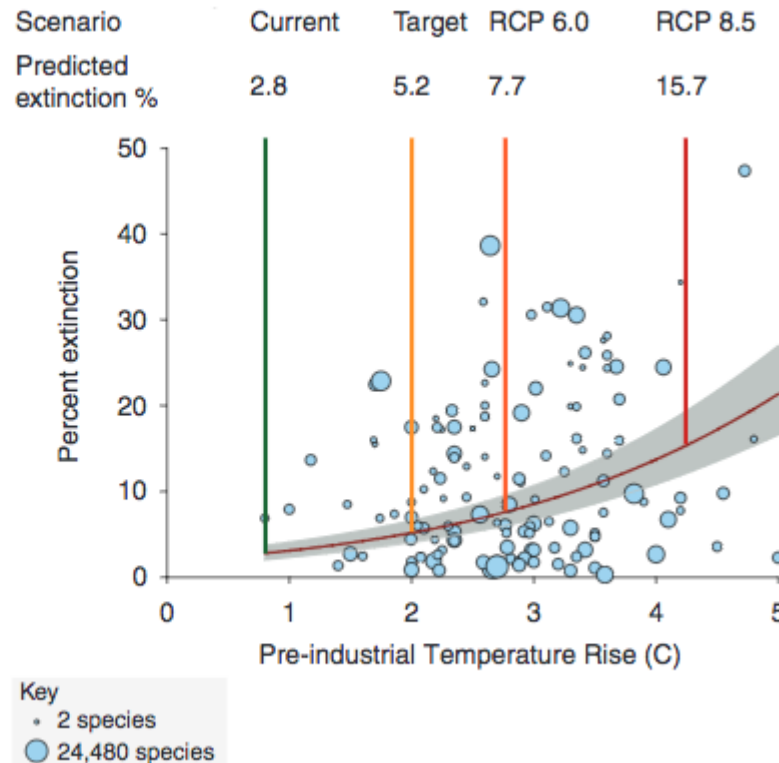 Scenario Current Target RCP 6.0 RCP 8.5
Predicted
extinction % 2.8 5.2 7.7 15.7
50
40
30
20
10
0
Percent extinction
0 1 2 3 4 5
Pre-industrial Temperature Rise (C)
Key
2 species
24,480 species